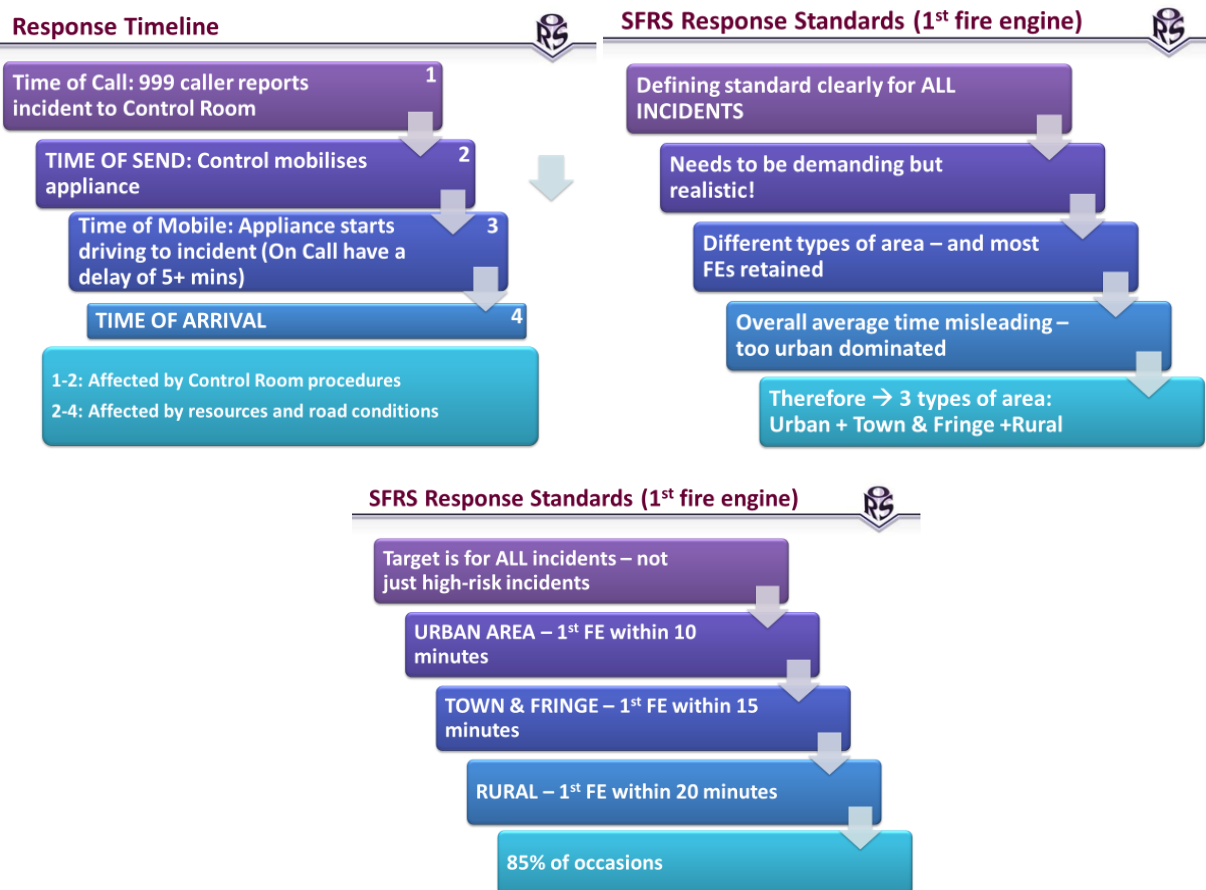 Response Timeline
ORS
Time of Call: 999 caller reports
incident to Control Room
1
TIME OF SEND: Control mobilises
appliance
2
Time of Mobile: Appliance starts
driving to incident (On Call have a
delay of 5+ mins)
3
TIME OF ARRIVAL
4
1-2: Affected by Control Room procedures
2-4: Affected by resources and road conditions
SFRS Response Standards (1st fire engine)
ORS
Defining standard clearly for ALL
INCIDENTS
Needs to be demanding but
realistic!
Different types of area – and most
FEs retained
Overall average time misleading –
too urban dominated
Therefore → 3 types of area:
Urban + Town & Fringe +Rural
SFRS Response Standards (1st fire engine)
ORS
Target is for ALL incidents – not
just high-risk incidents
URBAN AREA – 1st FE within 10
minutes
TOWN & FRINGE – 1st FE within 15
minutes
RURAL – 1st FE within 20 minutes
85% of occasions